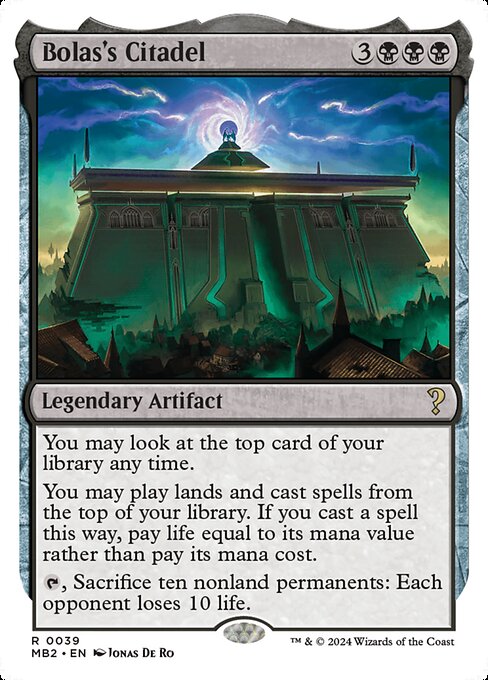 Bolas's Citadel 3
Legendary Artifact
You may look at the top card of your
library any time.
You may play lands and cast spells from
the top of your library. If you cast a spell
this way, pay life equal to its mana value
rather than pay its mana cost.
, Sacrifice ten nonland permanents: Each
opponent loses 10 life.
R 0039
MB2 • EN Jonas De Ro
™ & © 2024 Wizards of the Coast